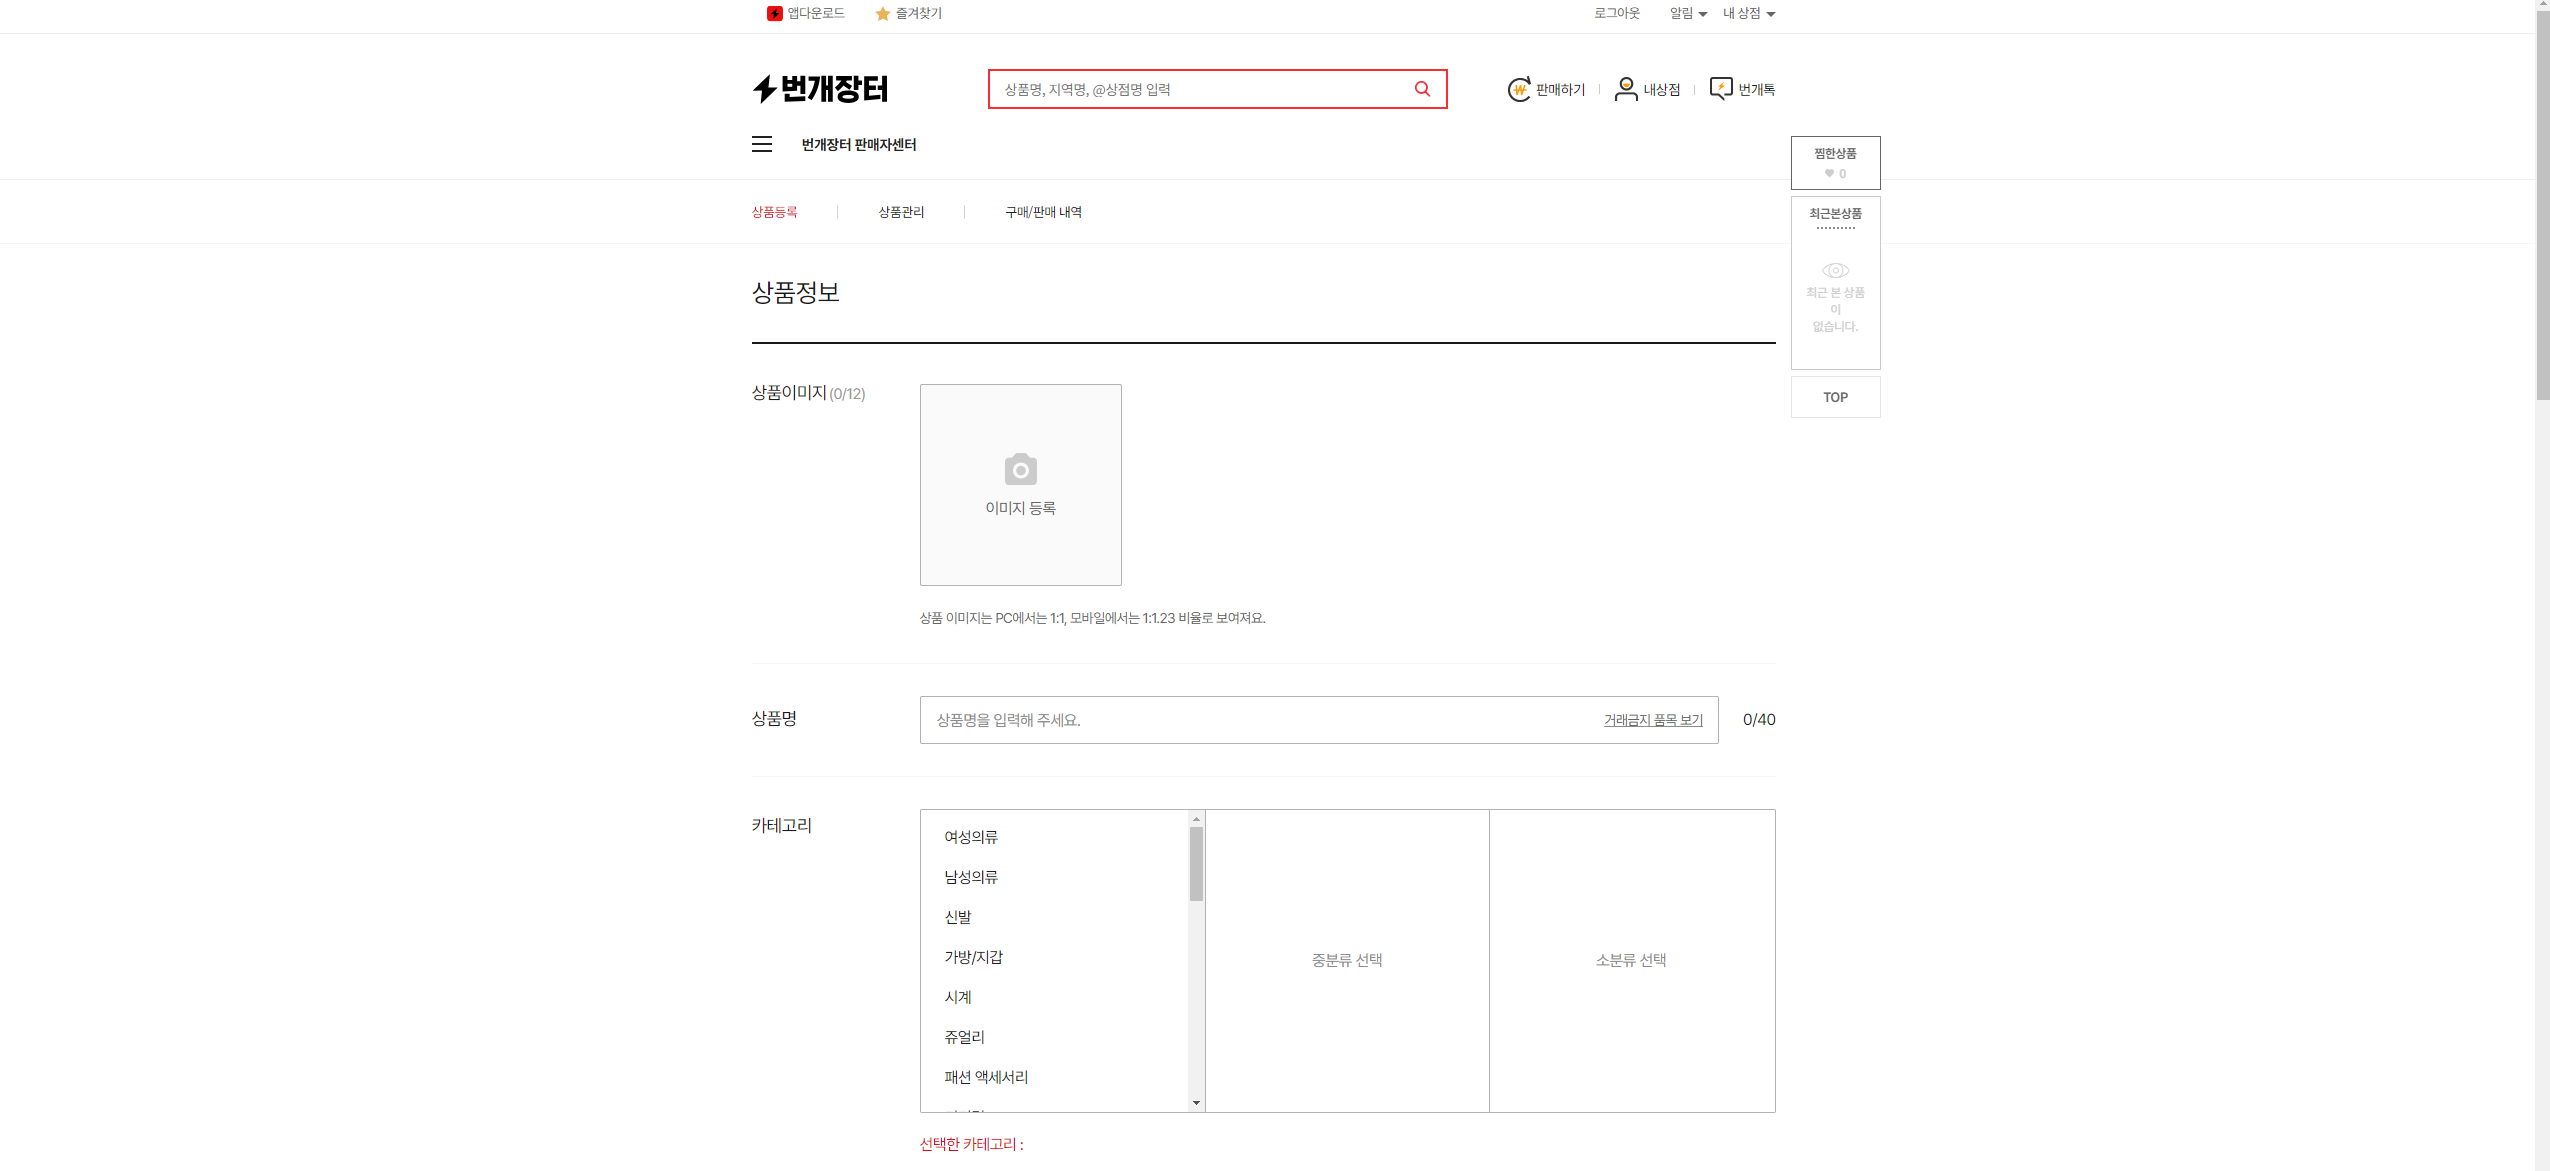 앱다운로드
즐겨찾기
로그아웃
알림
내 상점
번개장터
상품명, 지역명, @상점명 입력
판매하기
내상점
번개톡
번개장터 판매자센터
찜한상품
0
상품등록
상품관리
구매/판매 내역
최근본상품
최근 본 상품
이
없습니다.
TOP
상품정보
상품이미지(0/12)
이미지 등록
상품 이미지는 PC에서는 1:1, 모바일에서는 1:1.23 비율로 보여져요.
상품명
상품명을 입력해 주세요.
거래금지 품목 보기
0/40
카테고리
여성의류
남성의류
신발
가방/지갑
시계
쥬얼리
패션 액세서리
중분류 선택
소분류 선택
선택한 카테고리 :